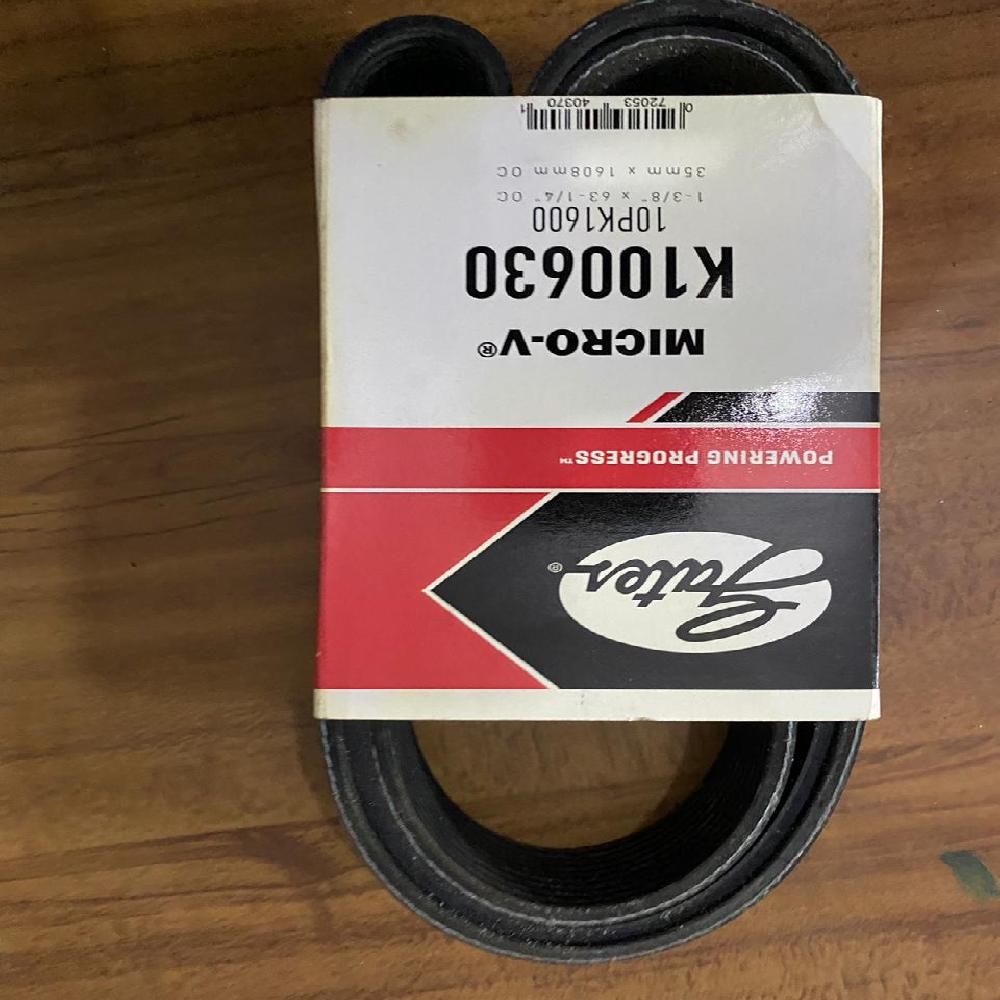 Gates®
POWERING PROGRESS™
MICRO-V®
K100630
10PK1600
1-3/8" x 63-1/4" OC
35mm x 1608mm OC
0 72053 40370 1